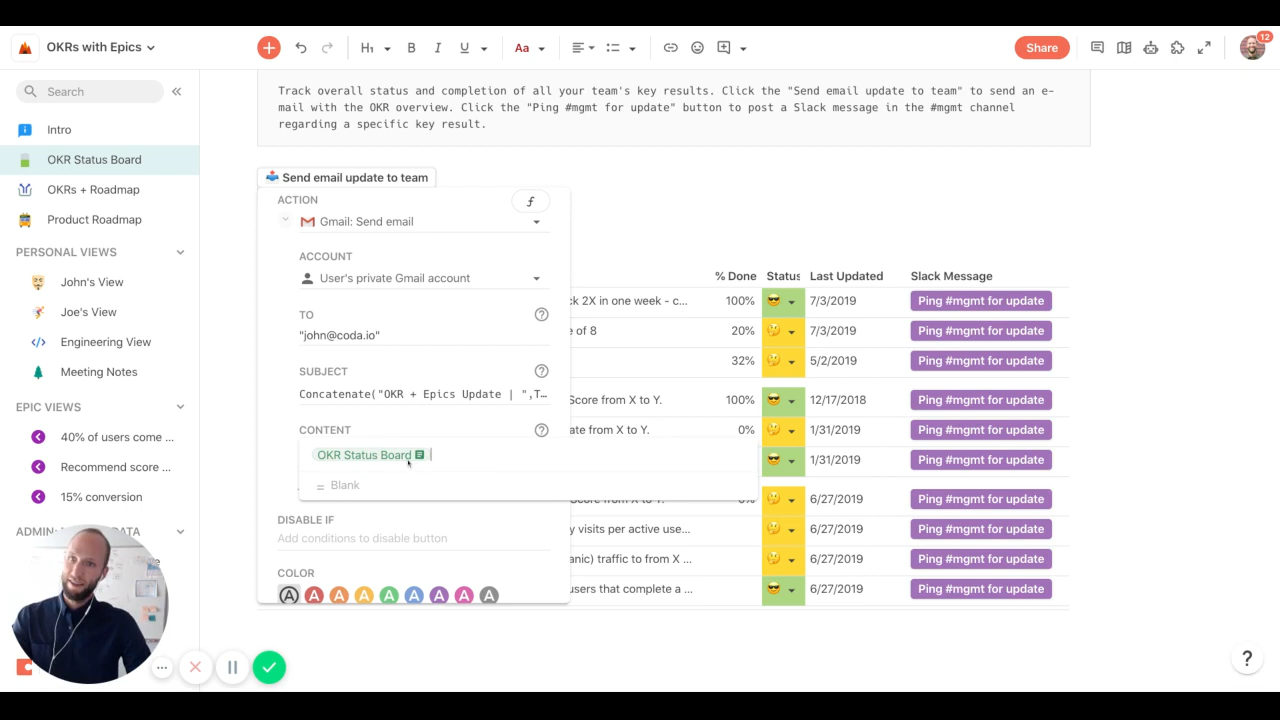 OKRs with Epics
H1
B
I
U
Aa
Share
12
Search
Intro
OKR Status Board
OKRs + Roadmap
Product Roadmap
PERSONAL VIEWS
John's View
Joe's View
Engineering View
Meeting Notes
EPIC VIEWS
40% of users come ...
Recommend score ...
15% conversion
Track overall status and completion of all your team's key results. Click the "Send email update to team" to send an e-
mail with the OKR overview. Click the "Ping #mgmt for update" button to post a Slack message in the #mgmt channel
regarding a specific key result.
Send email update to team
ACTION
f
Gmail: Send email
ACCOUNT
User's private Gmail account
TO
"john@coda.io"
SUBJECT
Concatenate("OKR + Epics Update | ",T…
CONTENT
OKR Status Board
= Blank
DISABLE IF
Add conditions to disable button
COLOR
A A A A A A A A A
% Done Status Last Updated Slack Message
ck 2X in one week - c... 100% 7/3/2019 Ping #mgmt for update
e of 8 20% 7/3/2019 Ping #mgmt for update
32% 5/2/2019 Ping #mgmt for update
Score from X to Y. 100% 12/17/2018 Ping #mgmt for update
ate from X to Y. 0% 1/31/2019 Ping #mgmt for update
1/31/2019 Ping #mgmt for update
Score from X to Y. 0% 6/27/2019 Ping #mgmt for update
y visits per active use... 6/27/2019 Ping #mgmt for update
anic) traffic to from X ... 6/27/2019 Ping #mgmt for update
users that complete a ... 6/27/2019 Ping #mgmt for update
?